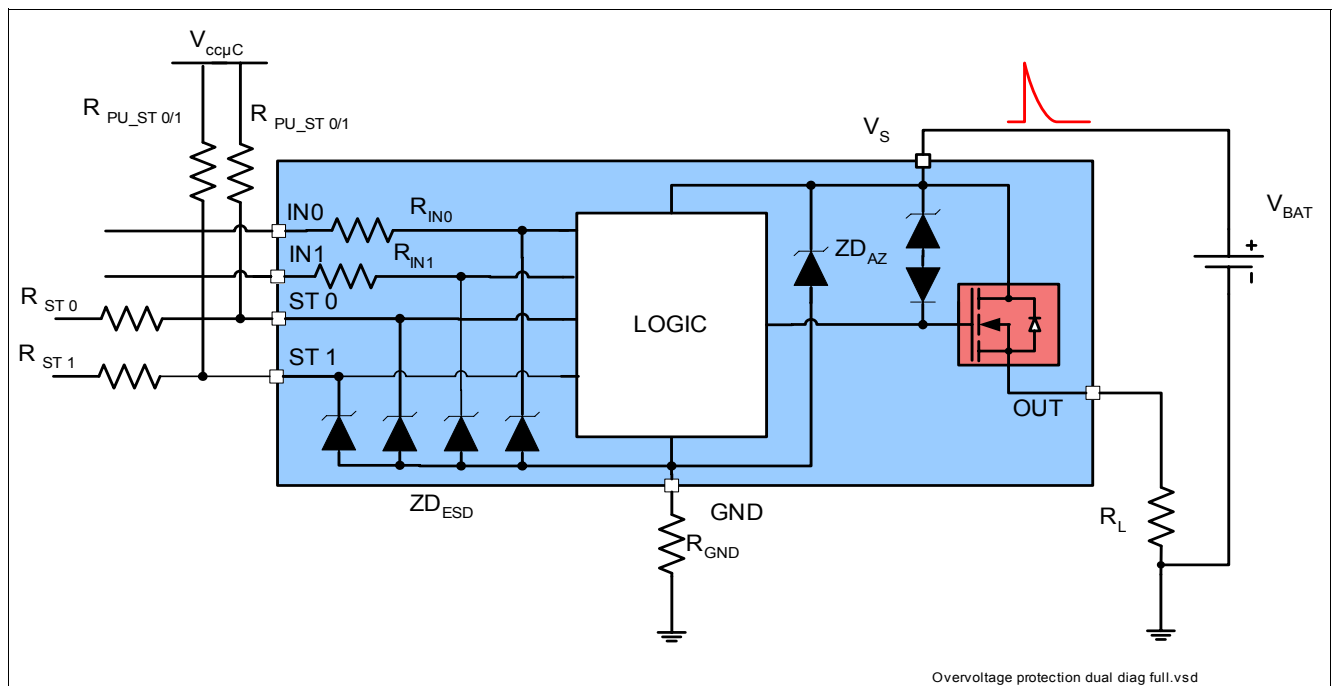 VccµC
R PU_ST 0/1
R PU_ST 0/1
VS
VBAT
+
-
IN0
RIN0
IN1
RIN1
ZDAZ
R ST 0
ST 0
LOGIC
R ST 1
ST 1
OUT
ZDESD
GND
RGND
RL
Overvoltage protection dual diag full.vsd